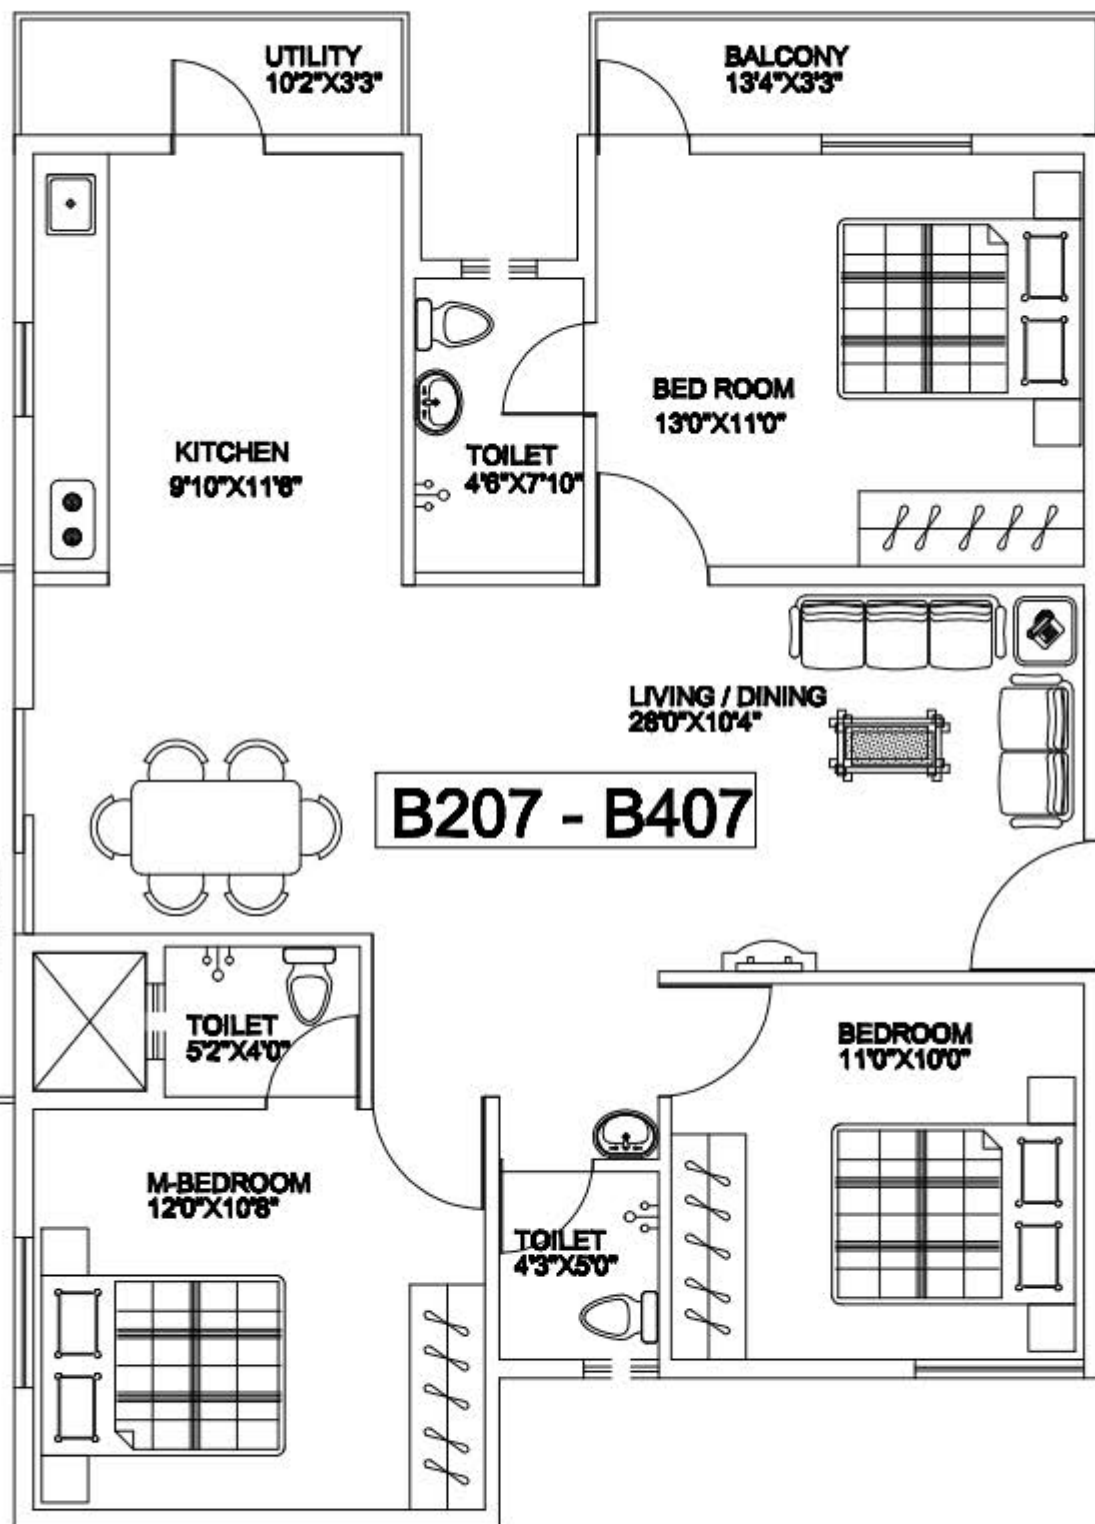 UTILITY
10'2"X3'3"
BALCONY
13'4"X3'3"
BED ROOM
13'0"X11'0"
KITCHEN
9'10"X11'6"
TOILET
4'6"X7'10"
LIVING / DINING
26'0"X10'4"
B207 - B407
TOILET
5'2"X4'0"
BEDROOM
11'0"X10'0"
M-BEDROOM
12'0"X10'8"
TOILET
4'3"X5'0"